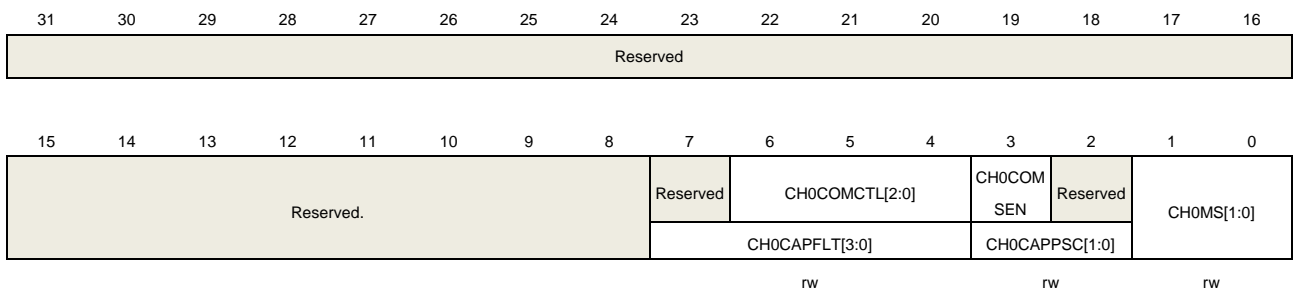 31 30 29 28 27 26 25 24 23 22 21 20 19 18 17 16
Reserved
15 14 13 12 11 10 9 8 7 6 5 4 3 2 1 0
Reserved.
Reserved
CH0COMCTL[2:0]
CH0COM
SEN
Reserved
CH0MS[1:0]
CH0CAPFLT[3:0]
CH0CAPPSC[1:0]
rw rw rw